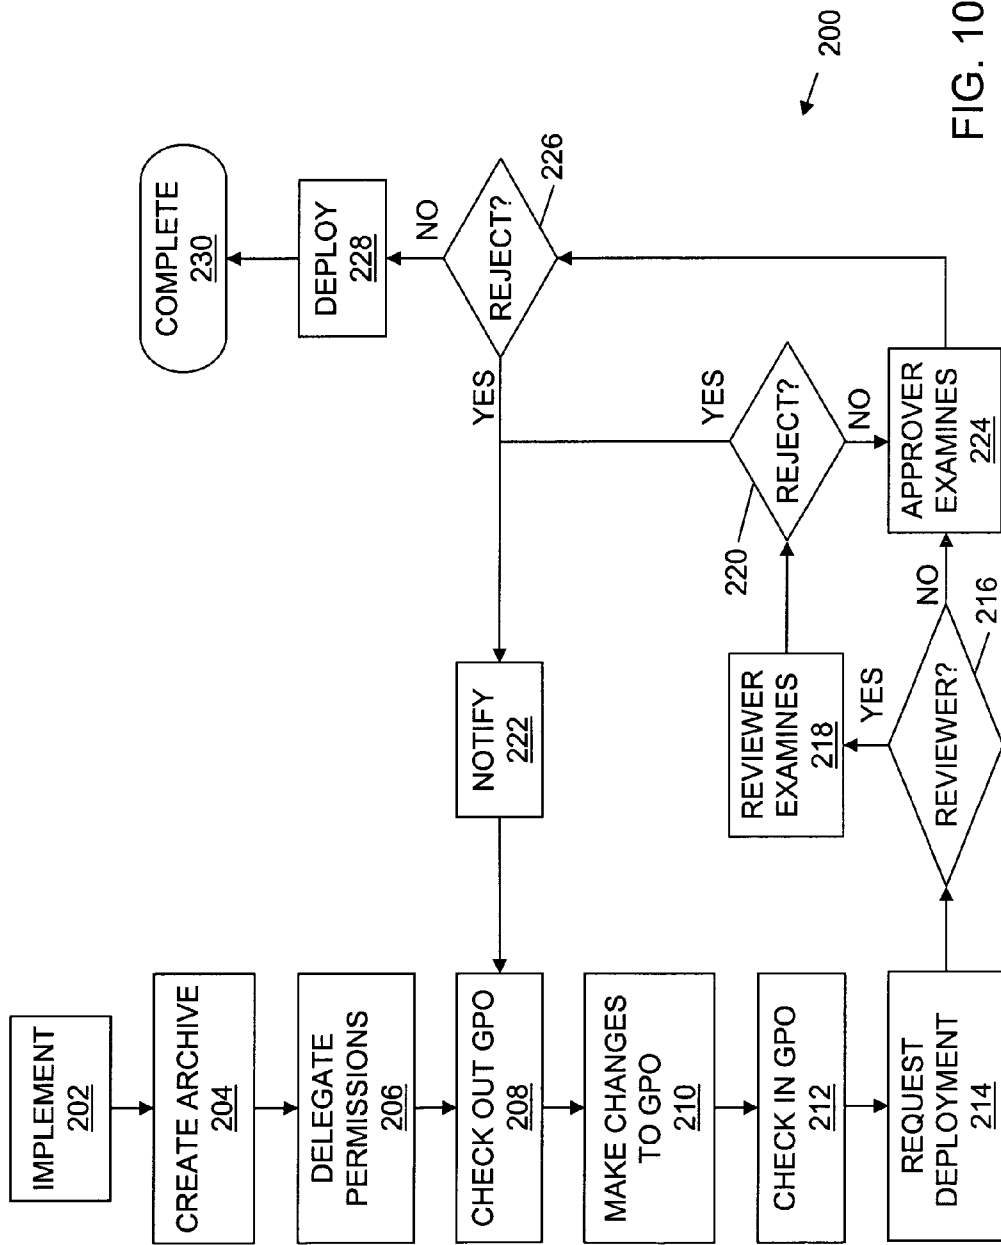 IMPLEMENT
202
CREATE ARCHIVE
204
DELEGATE
PERMISSIONS
206
CHECK OUT GPO
208
MAKE CHANGES
TO GPO
210
CHECK IN GPO
212
REQUEST
DEPLOYMENT
214
REVIEWER?
216
YES
NO
REVIEWER
EXAMINES
218
REJECT?
220
YES
NO
NOTIFY
222
APPROVER
EXAMINES
224
REJECT?
226
YES
NO
DEPLOY
228
COMPLETE
230
200
FIG. 10